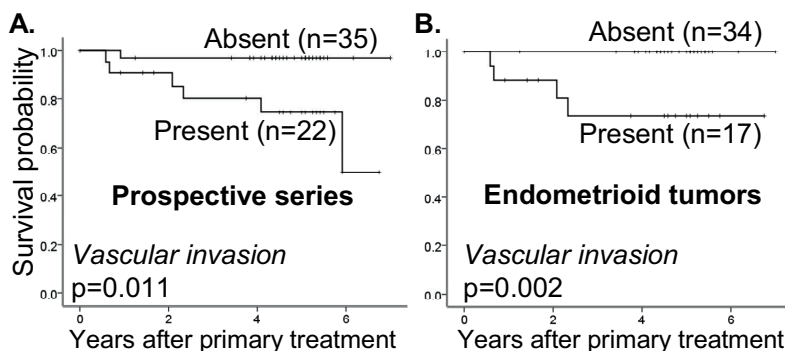 A.
Survival probability
1.0
0.8
0.6
0.4
0.2
0.0
Absent (n=35)
Present (n=22)
Prospective series
Vascular invasion
p=0.011
0 2 4 6
Years after primary treatment
B.
1.0
0.8
0.6
0.4
0.2
0.0
Absent (n=34)
Present (n=17)
Endometrioid tumors
Vascular invasion
p=0.002
0 2 4 6
Years after primary treatment